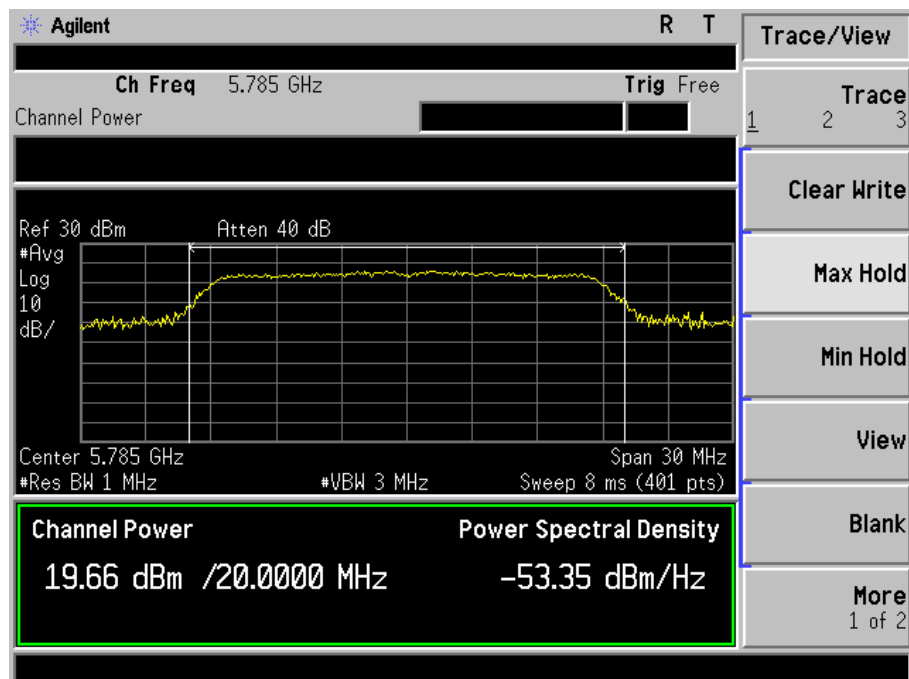 Agilent R T
Trace/View
Ch Freq 5.785 GHz Trig Free
Channel Power
Trace
1 2 3
Clear Write
Ref 30 dBm Atten 40 dB
#Avg
Log
10
dB/
Max Hold
Min Hold
View
Center 5.785 GHz Span 30 MHz
#Res BW 1 MHz #VBW 3 MHz Sweep 8 ms (401 pts)
Channel Power Power Spectral Density
19.66 dBm /20.0000 MHz -53.35 dBm/Hz
Blank
More
1 of 2